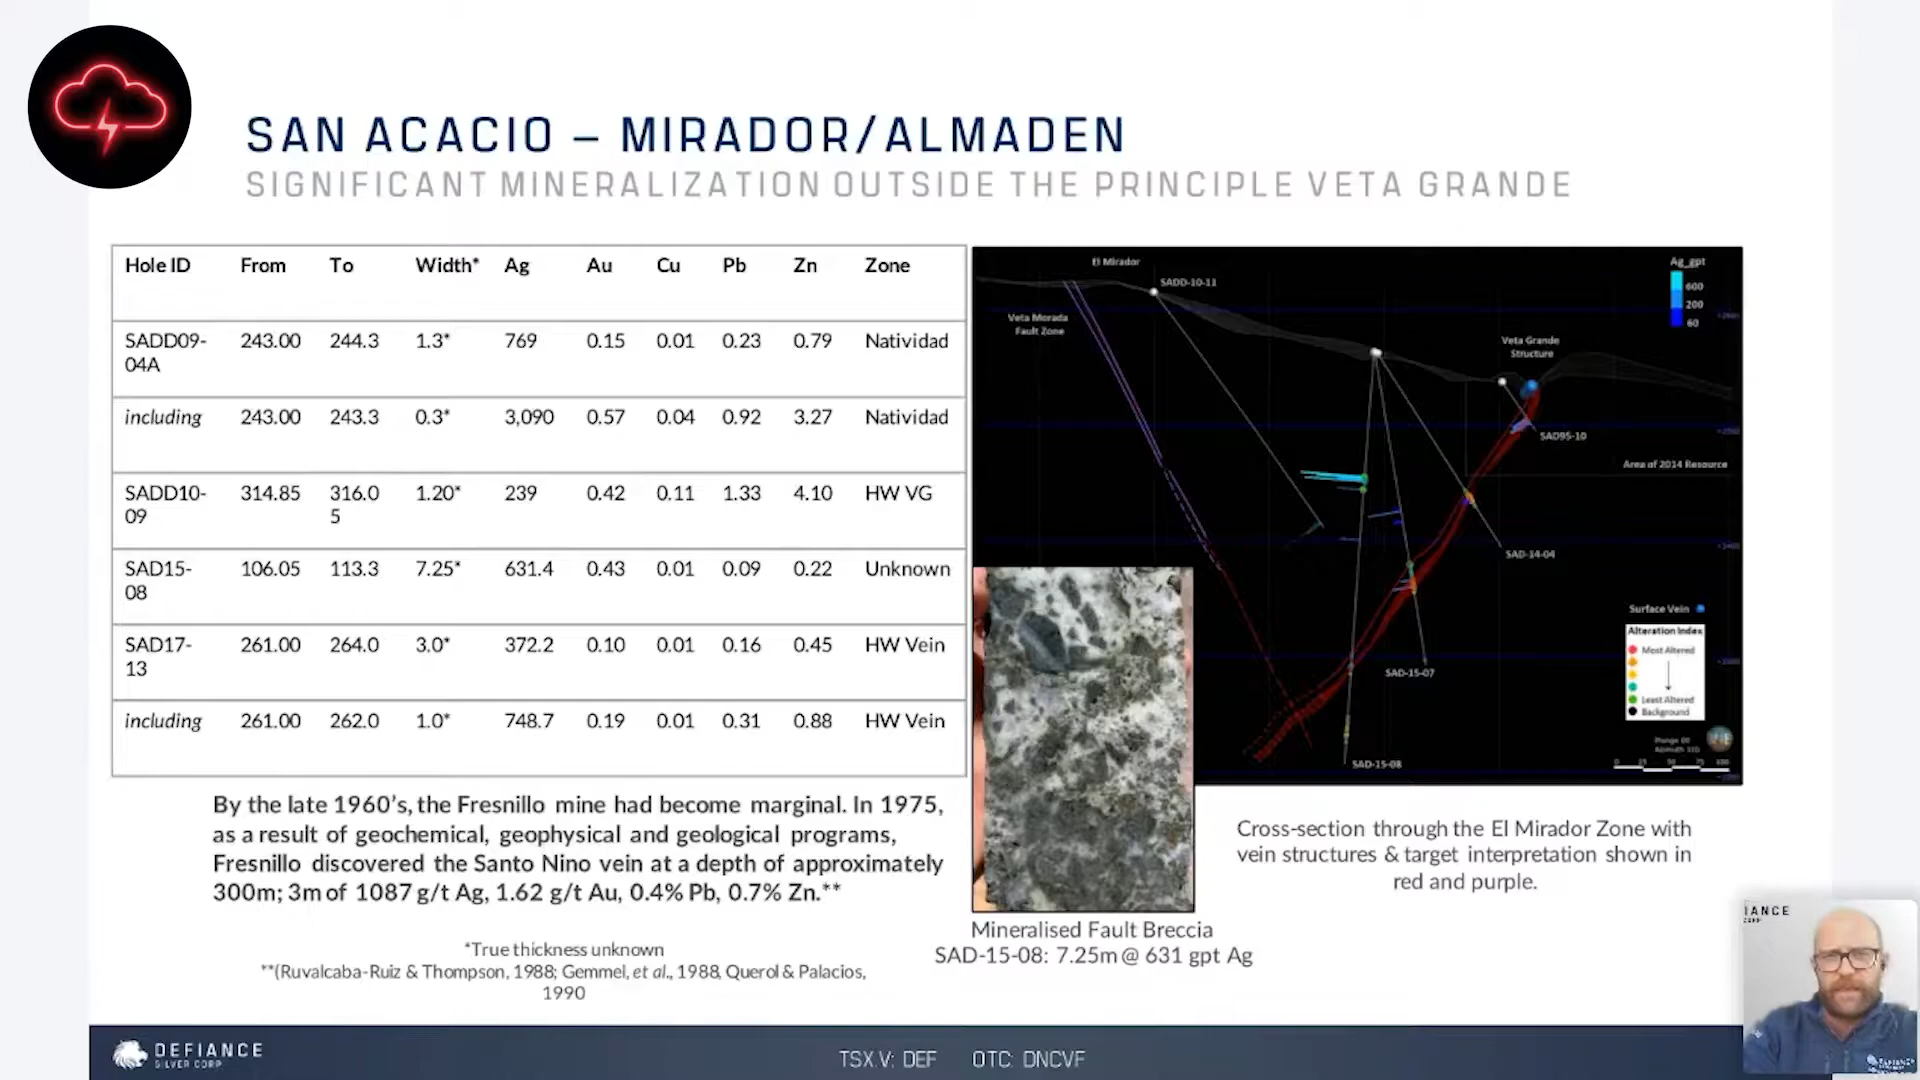 SAN ACACIO – MIRADOR/ALMADEN
SIGNIFICANT MINERALIZATION OUTSIDE THE PRINCIPLE VETA GRANDE
Hole ID From To Width* Ag Au Cu Pb Zn Zone
SADD09- 243.00 244.3 1.3* 769 0.15 0.01 0.23 0.79 Natividad
04A
including 243.00 243.3 0.3* 3,090 0.57 0.04 0.92 3.27 Natividad
SADD10- 314.85 316.0 1.20* 239 0.42 0.11 1.33 4.10 HW VG
09 5
SAD15- 106.05 113.3 7.25* 631.4 0.43 0.01 0.09 0.22 Unknown
08
SAD17- 261.00 264.0 3.0* 372.2 0.10 0.01 0.16 0.45 HW Vein
13
including 261.00 262.0 1.0* 748.7 0.19 0.01 0.31 0.88 HW Vein
El Mirador
SADD-10-11
Veta Morada
Fault Zone
Ag_gpt
600
200
60
Veta Grande
Structure
SAD95-10
Area of 2014 Resource
SAD-14-04
SAD-15-07
SAD-15-08
Surface Vein
Alteration Index
Most Altered
Least Altered
Background
By the late 1960's, the Fresnillo mine had become marginal. In 1975,
as a result of geochemical, geophysical and geological programs,
Fresnillo discovered the Santo Nino vein at a depth of approximately
300m; 3m of 1087 g/t Ag, 1.62 g/t Au, 0.4% Pb, 0.7% Zn.**
*True thickness unknown
**(Ruvalcaba-Ruiz & Thompson, 1988; Gemmel, et al., 1988, Querol & Palacios,
1990
Mineralised Fault Breccia
SAD-15-08: 7.25m @ 631 gpt Ag
Cross-section through the El Mirador Zone with
vein structures & target interpretation shown in
red and purple.
DEFIANCE
SILVER CORP
TSX.V: DEF OTC: DNCVF